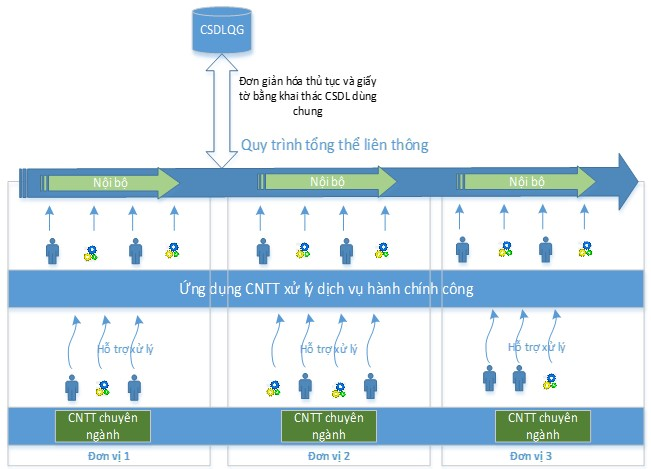 CSDLQG
Đơn giản hóa thủ tục và giấy
tờ bằng khai thác CSDL dùng
chung
Quy trình tổng thể liên thông
Nội bộ
Nội bộ
Nội bộ
Ứng dụng CNTT xử lý dịch vụ hành chính công
Hỗ trợ xử lý
Hỗ trợ xử lý
Hỗ trợ xử lý
CNTT chuyên
ngành
CNTT chuyên
ngành
CNTT chuyên
ngành
Đơn vị 1
Đơn vị 2
Đơn vị 3